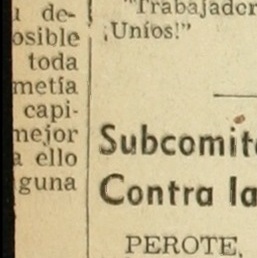 de-
osible
toda
metía
capi-
mejor
a ello
guna
"Trabajador
¡Uníos!"
Subcomit
Contra la
PEROTE,